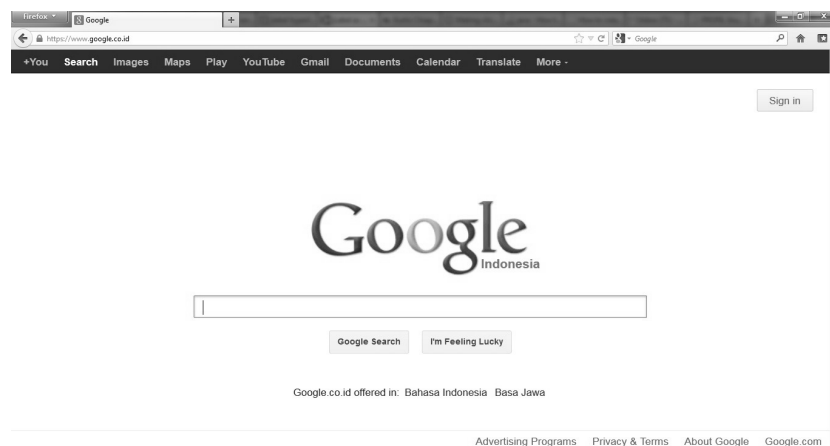 Firefox
Google
https://www.google.co.id
Google
+You Search Images Maps Play YouTube Gmail Documents Calendar Translate More
Sign in
Google
Indonesia
Google Search I'm Feeling Lucky
Google.co.id offered in: Bahasa Indonesia Basa Jawa
Advertising Programs Privacy & Terms About Google Google.com